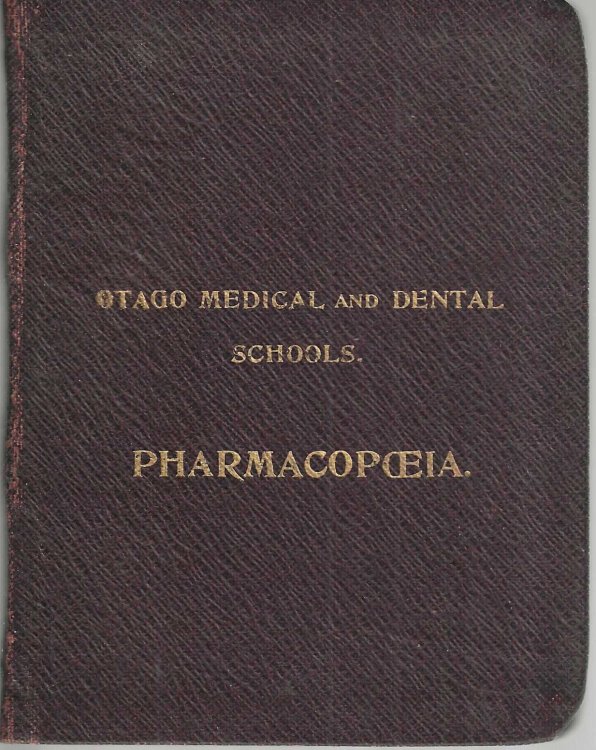 OTAGO MEDICAL AND DENTAL
SCHOOLS.
PHARMACOPŒIA.